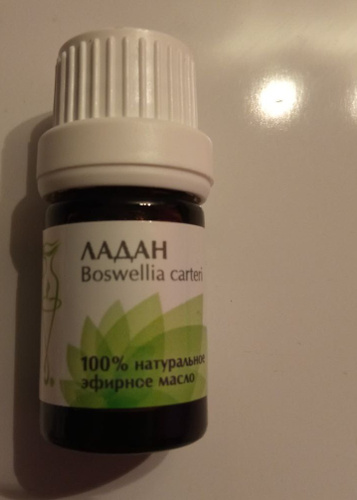 ЛАДАН
Boswellia carteri
100% натуральное
эфирное масло